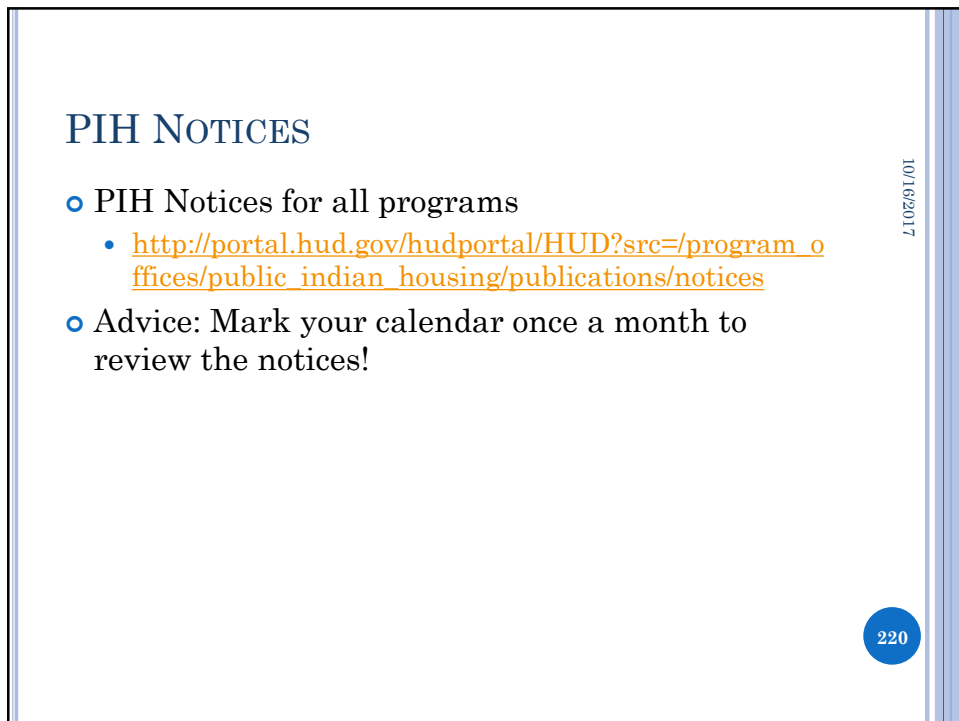 PIH NOTICES
PIH Notices for all programs
http://portal.hud.gov/hudportal/HUD?src=/program_o
ffices/public_indian_housing/publications/notices
Advice: Mark your calendar once a month to
review the notices!
10/16/2017
220